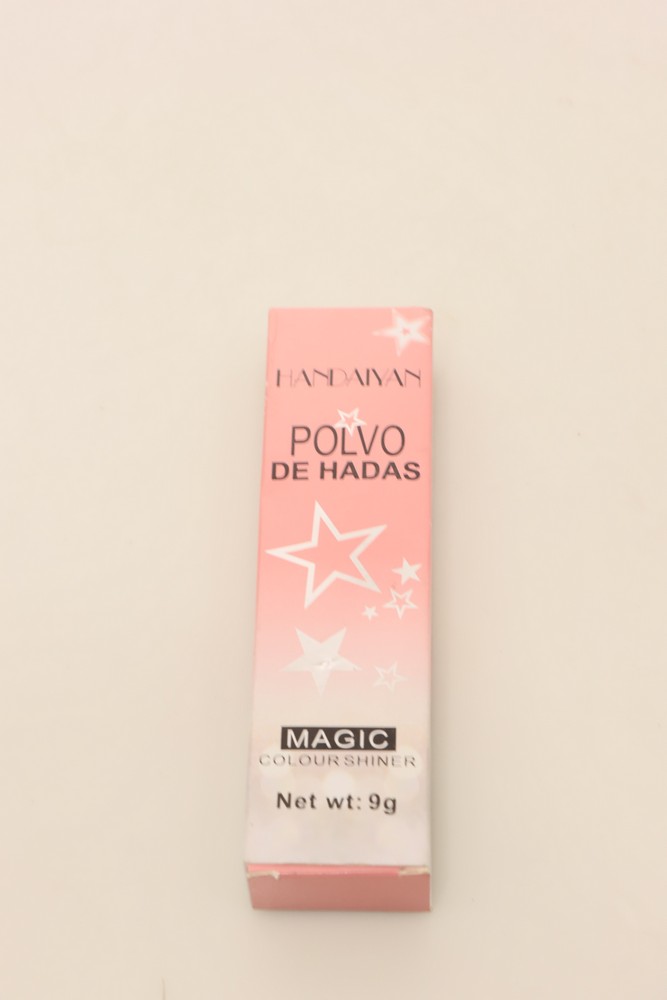 HANDAIYAN
POLVO
DE HADAS
MAGIC
COLOUR SHINER
Net wt: 9g